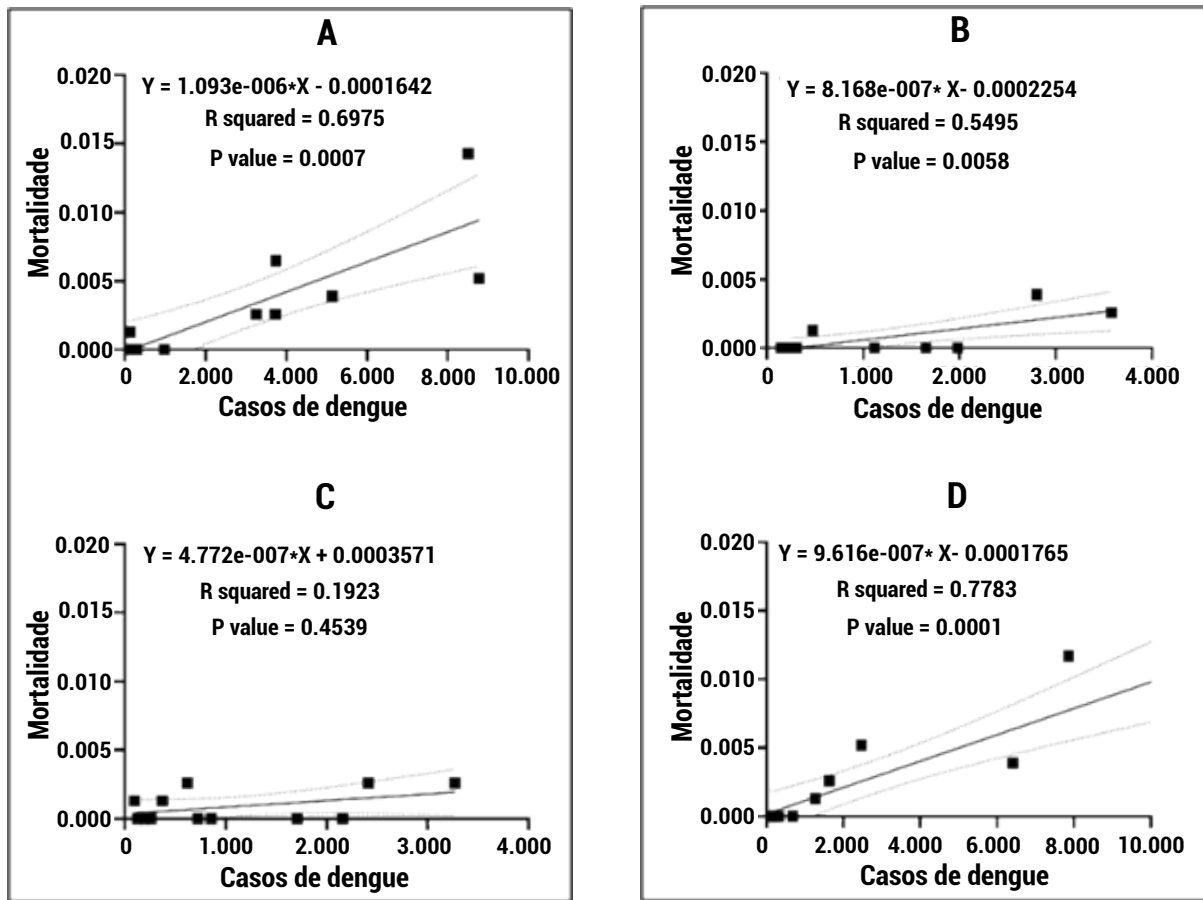 A
Y = 1.093e-006*X - 0.0001642
R squared = 0.6975
P value = 0.0007
Mortalidade
0.020
0.015
0.010
0.005
0.000
0 2.000 4.000 6.000 8.000 10.000
Casos de dengue
B
Y = 8.168e-007* X- 0.0002254
R squared = 0.5495
P value = 0.0058
Mortalidade
0.020
0.015
0.010
0.005
0.000
0 1.000 2.000 3.000 4.000
Casos de dengue
C
Y = 4.772e-007*X + 0.0003571
R squared = 0.1923
P value = 0.4539
Mortalidade
0.020
0.015
0.010
0.005
0.000
0 1.000 2.000 3.000 4.000
Casos de dengue
D
Y = 9.616e-007* X- 0.0001765
R squared = 0.7783
P value = 0.0001
Mortalidade
0.020
0.015
0.010
0.005
0.000
0 2.000 4.000 6.000 8.000 10.000
Casos de dengue